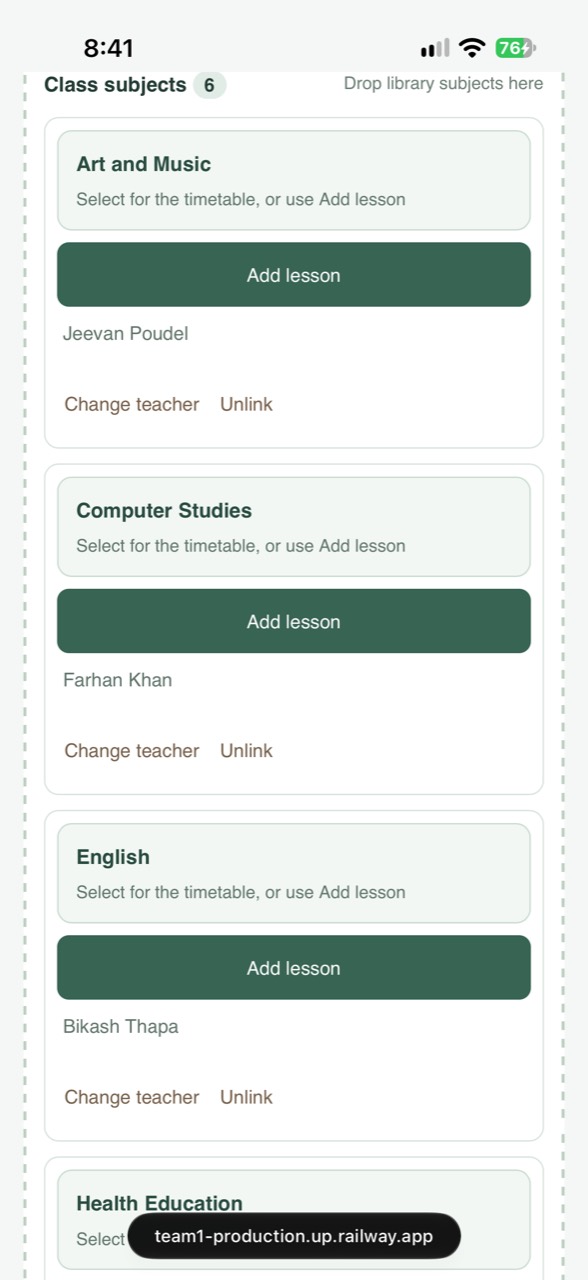 8:41
76
Class subjects 6
Drop library subjects here
Art and Music
Select for the timetable, or use Add lesson
Add lesson
Jeevan Poudel
Change teacher Unlink
Computer Studies
Select for the timetable, or use Add lesson
Add lesson
Farhan Khan
Change teacher Unlink
English
Select for the timetable, or use Add lesson
Add lesson
Bikash Thapa
Change teacher Unlink
Health Education
Select
team1-production.up.railway.app